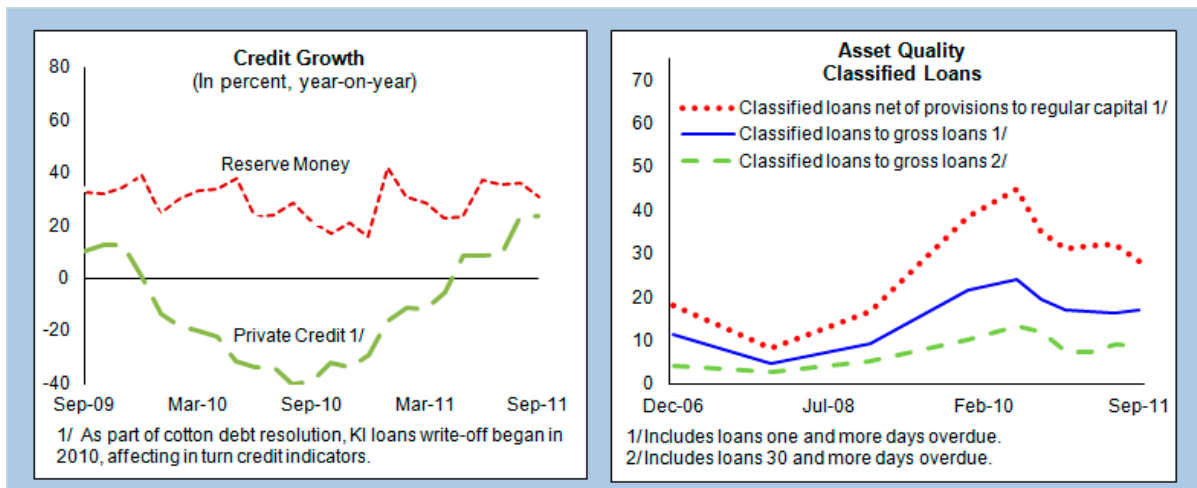 Credit Growth
(In percent, year-on-year)
80
60
40
20
0
-20
-40
Reserve Money
Private Credit 1/
Sep-09 Mar-10 Sep-10 Mar-11 Sep-11
1/ As part of cotton debt resolution, KI loans write-off began in
2010, affecting in turn credit indicators.
Asset Quality
Classified Loans
70
60
50
40
30
20
10
0
Classified loans net of provisions to regular capital 1/
Classified loans to gross loans 1/
Classified loans to gross loans 2/
Dec-06 Jul-08 Feb-10 Sep-11
1/Includes loans one and more days overdue.
2/Includes loans 30 and more days overdue.